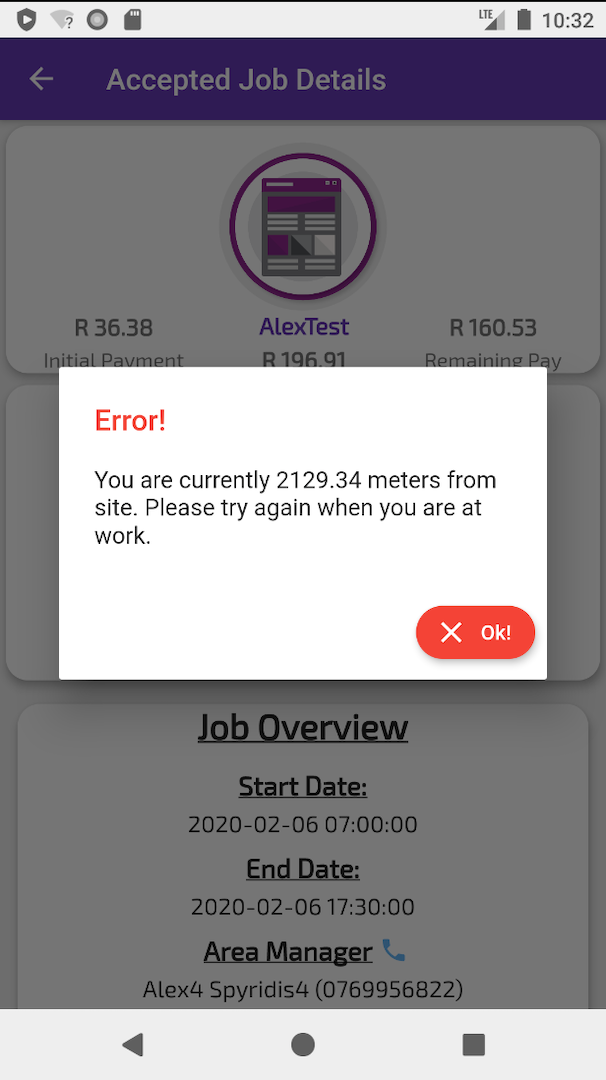 LTE 10:32
Accepted Job Details
R 36.38 AlexTest R 160.53
Initial Payment R 196.91 Remaining Pay
Error!
You are currently 2129.34 meters from
site. Please try again when you are at
work.
Ok!
Job Overview
Start Date:
2020-02-06 07:00:00
End Date:
2020-02-06 17:30:00
Area Manager
Alex4 Spyridis4 (0769956822)